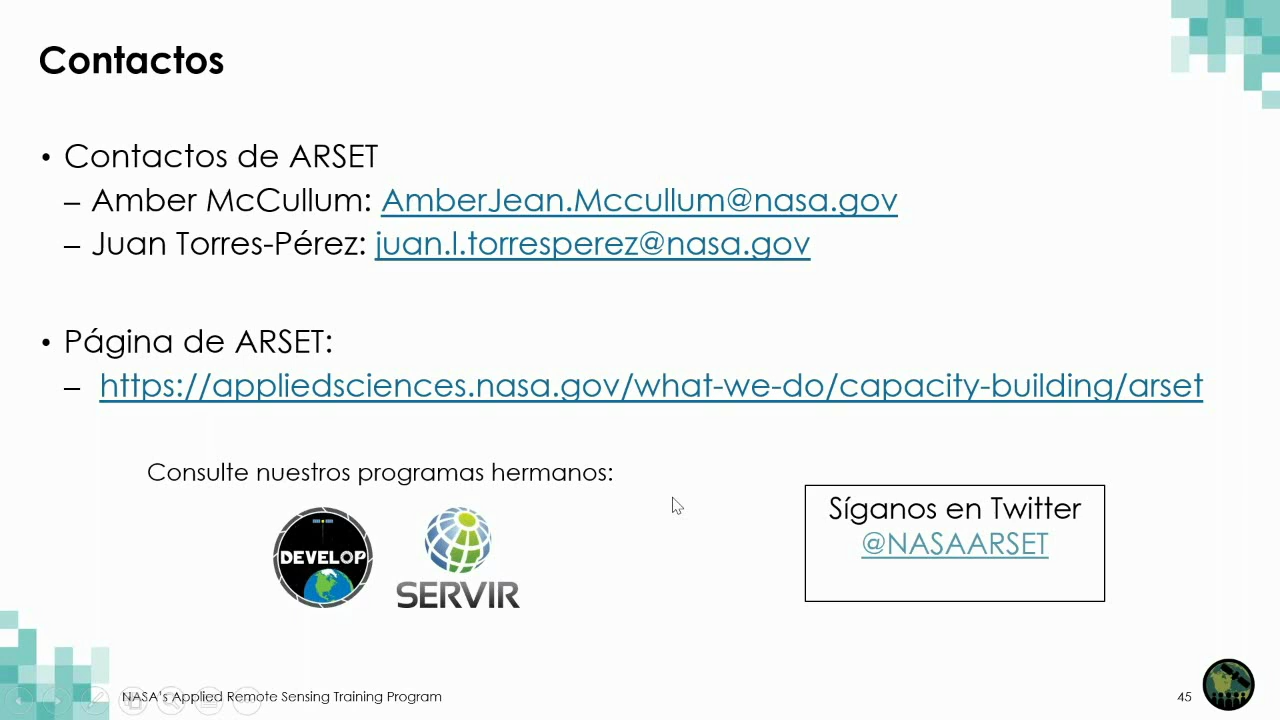 Contactos
• Contactos de ARSET
– Amber McCullum: AmberJean.Mccullum@nasa.gov
– Juan Torres-Pérez: juan.l.torresperez@nasa.gov
• Página de ARSET:
– https://appliedsciences.nasa.gov/what-we-do/capacity-building/arset
Consulte nuestros programas hermanos:
DEVELOP
SERVIR
Síganos en Twitter
@NASAARSET
NASA's Applied Remote Sensing Training Program
45